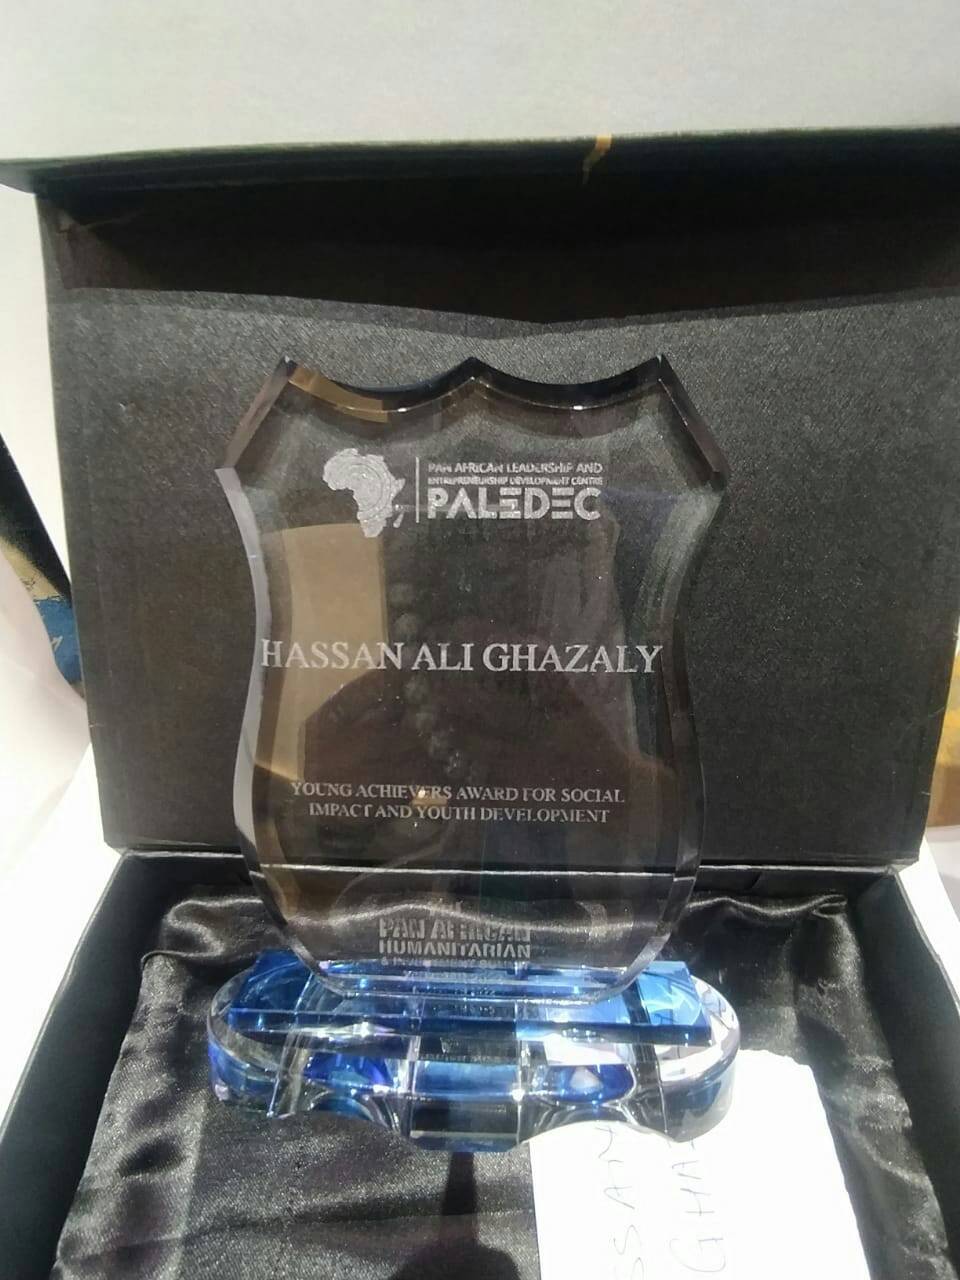 PAN AFRICAN LEADERSHIP AND
ENTREPRENEURSHIP DEVELOPMENT CENTRE
PALEDEC
HASSAN ALI GHAZALY
YOUNG ACHIEVERS AWARD FOR SOCIAL
IMPACT AND YOUTH DEVELOPMENT
PAN AFRICAN
HUMANITARIAN